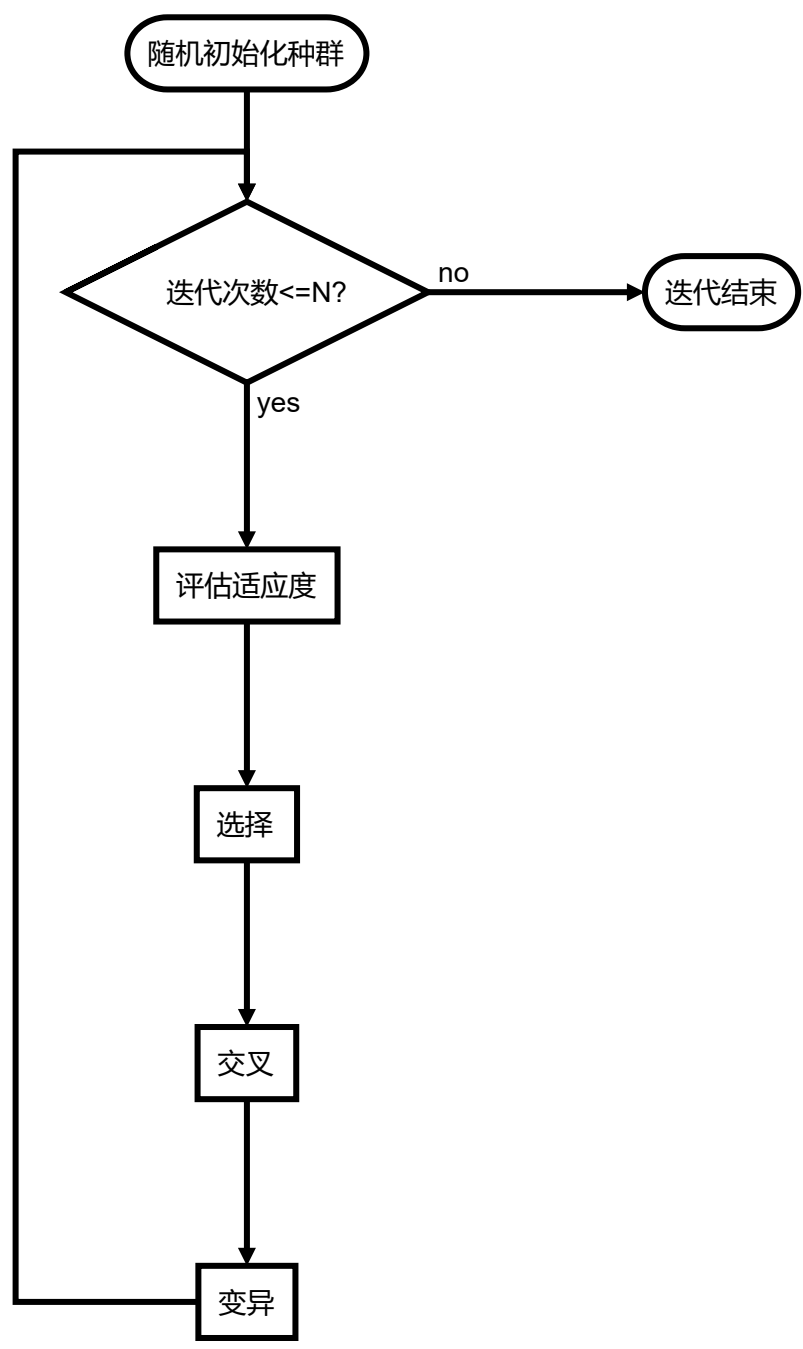 随机初始化种群
迭代次数<=N?
no
迭代结束
yes
评估适应度
选择
交叉
变异